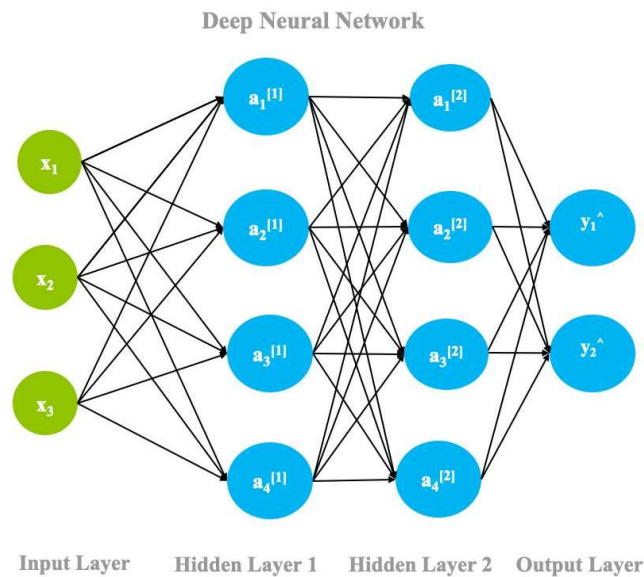 Deep Neural Network
x₁
x₂
x₃
a₁[1]
a₂[1]
a₃[1]
a₄[1]
a₁[2]
a₂[2]
a₃[2]
a₄[2]
y₁^
y₂^
Input Layer Hidden Layer 1 Hidden Layer 2 Output Layer